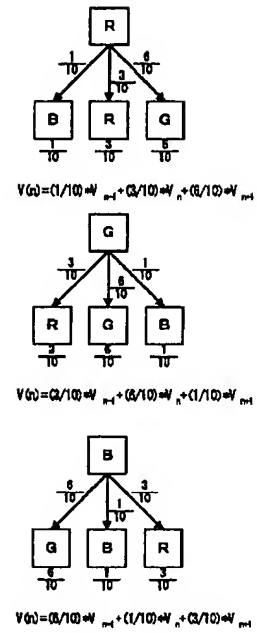 R
1/10 3/10 6/10
B R G
1/10 3/10 6/10
V(n)=(1/10)*V n-1+(3/10)*V n+(6/10)*V n+1
G
3/10 6/10 1/10
R G B
3/10 6/10 1/10
V(n)=(3/10)*V n-1+(6/10)*V n+(1/10)*V n+1
B
6/10 1/10 3/10
G B R
6/10 1/10 3/10
V(n)=(6/10)*V n-1+(1/10)*V n+(3/10)*V n+1